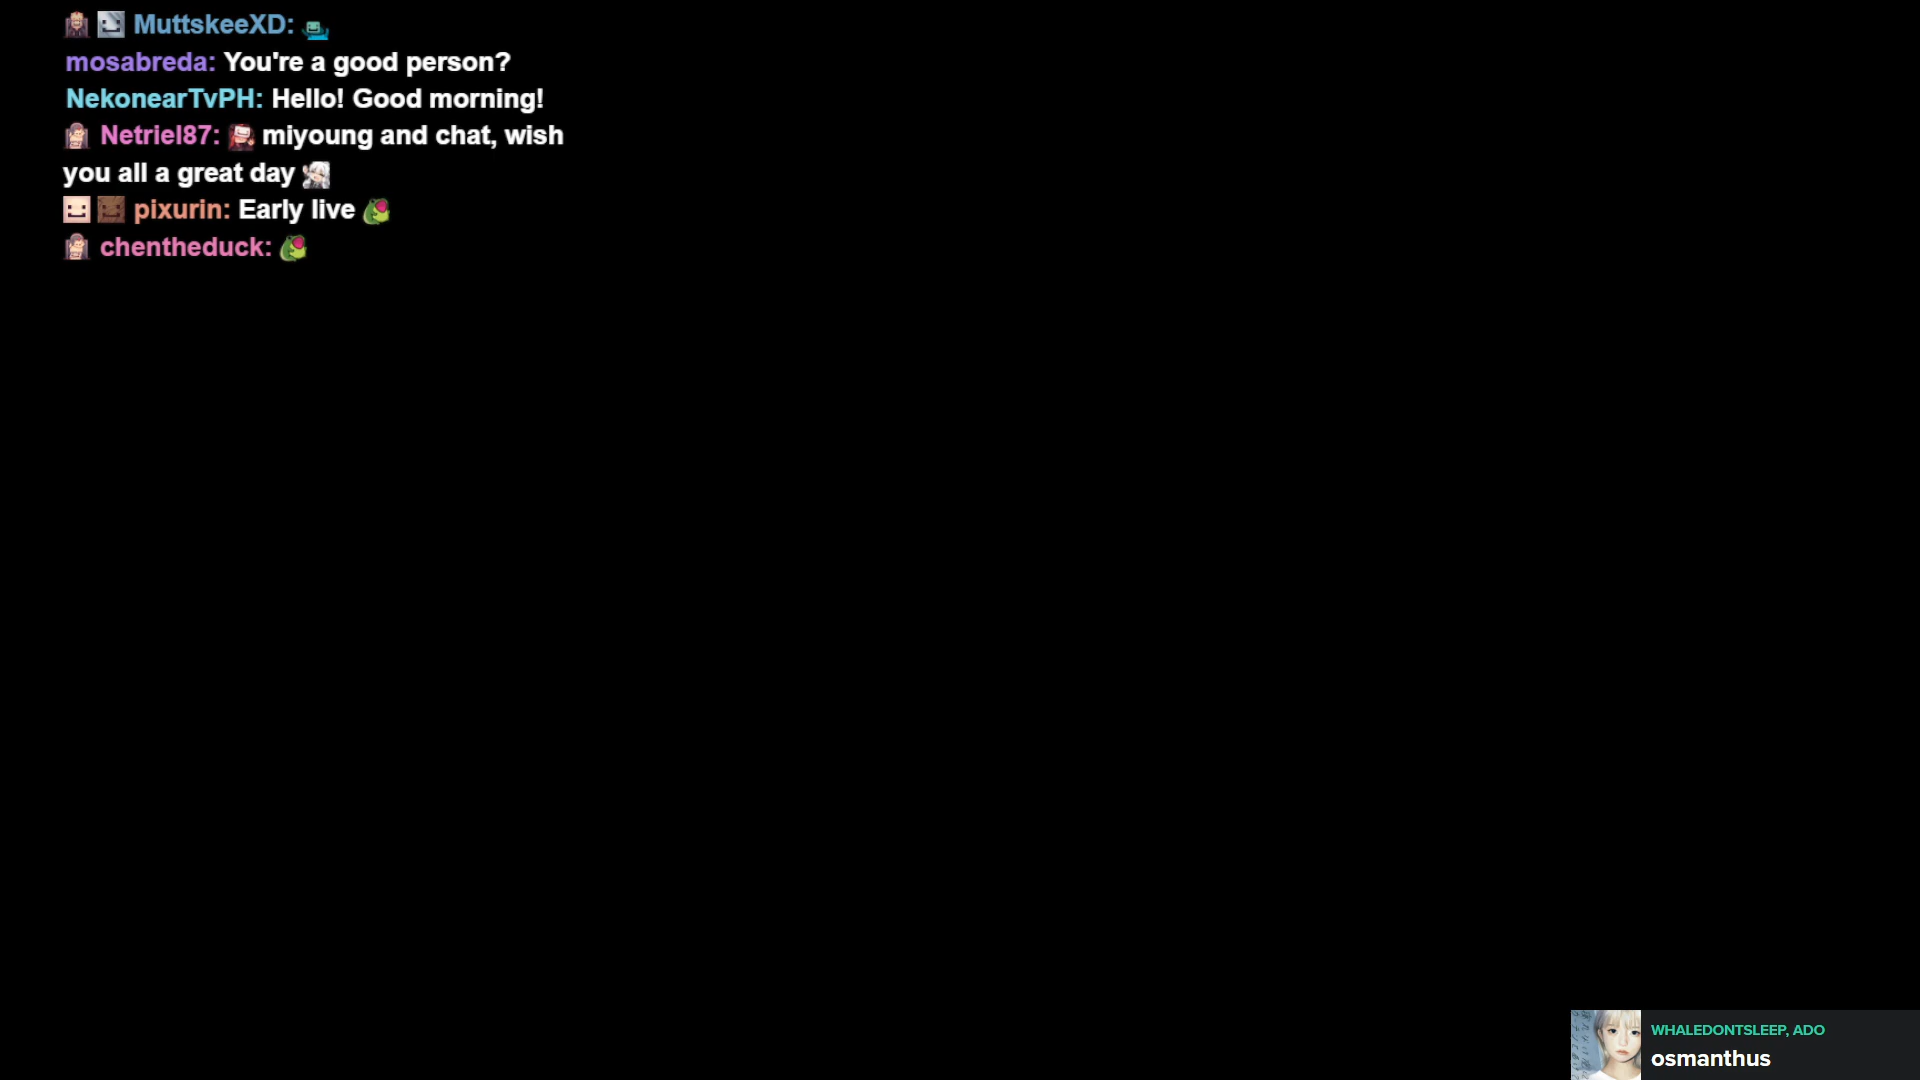 MuttskeeXD:
mosabreda: You're a good person?
NekonearTvPH: Hello! Good morning!
Netriel87: miyoung and chat, wish
you all a great day
pixurin: Early live
chentheduck:
WHALEDONTSLEEP, ADO
osmanthus